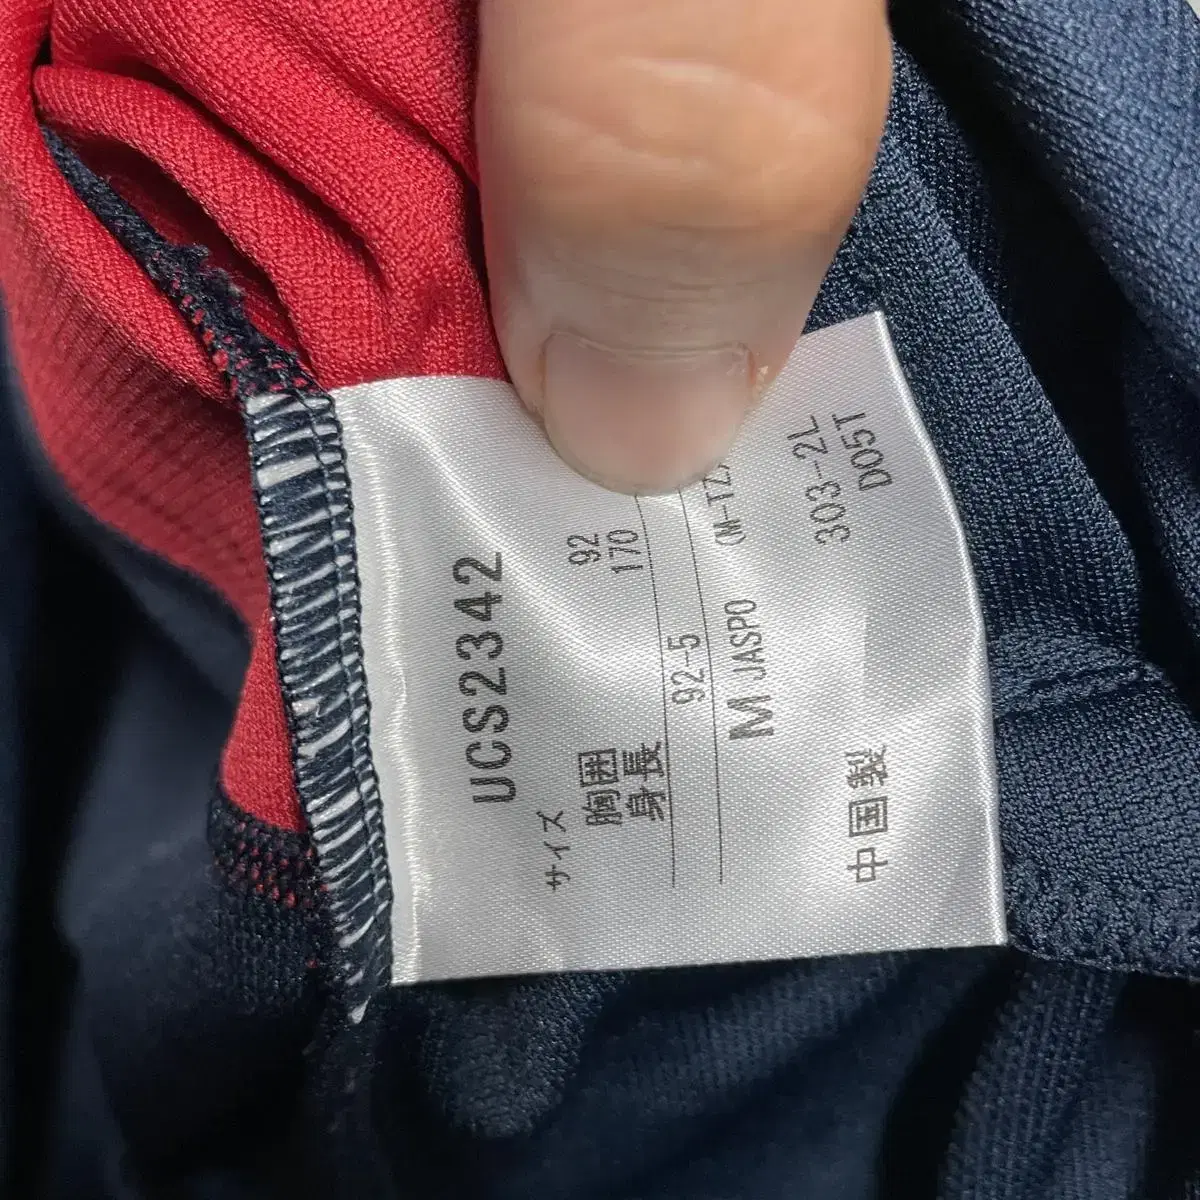 UCS2342
サイズ
胸囲 92
身長 170
92-5
M JASPO (M-TZ
303-2L
中国製 D05T